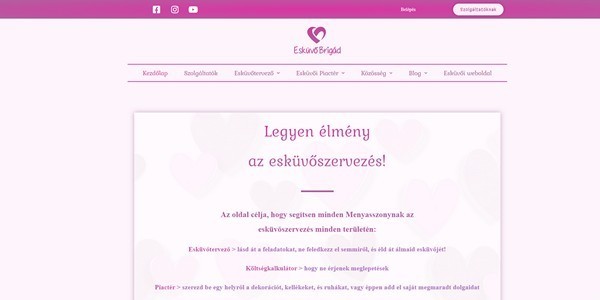 Belépés
Szolgáltatóknak
Esküvő Brigád
Kezdőlap Szolgáltatók Esküvőtervező Esküvői Piactér Közösség Blog Esküvői weboldal
Legyen élmény
az esküvőszervezés!
Az oldal célja, hogy segítsen minden Menyasszonynak az
esküvőszervezés minden területén:
Esküvőtervező > lásd át a feladatokat, ne feledkezz el semmiről, és éld át álmaid esküvőjét!
Költségkalkulátor > hogy ne érjenek meglepetések
Piactér > szerezd be egy helyről a dekorációt, kellékeket, és ruhákat, vagy éppen add el saját megmaradt dolgaidat